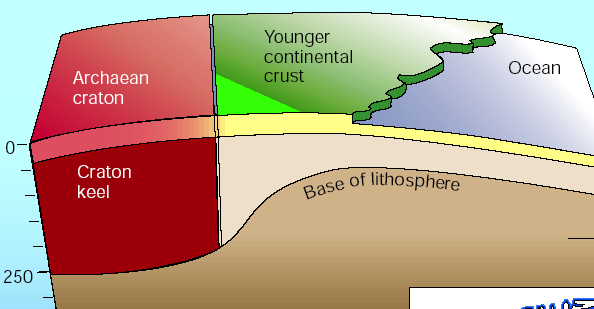 Younger
continental
crust
Ocean
Archaean
craton
0
Craton
keel
Base of lithosphere
250